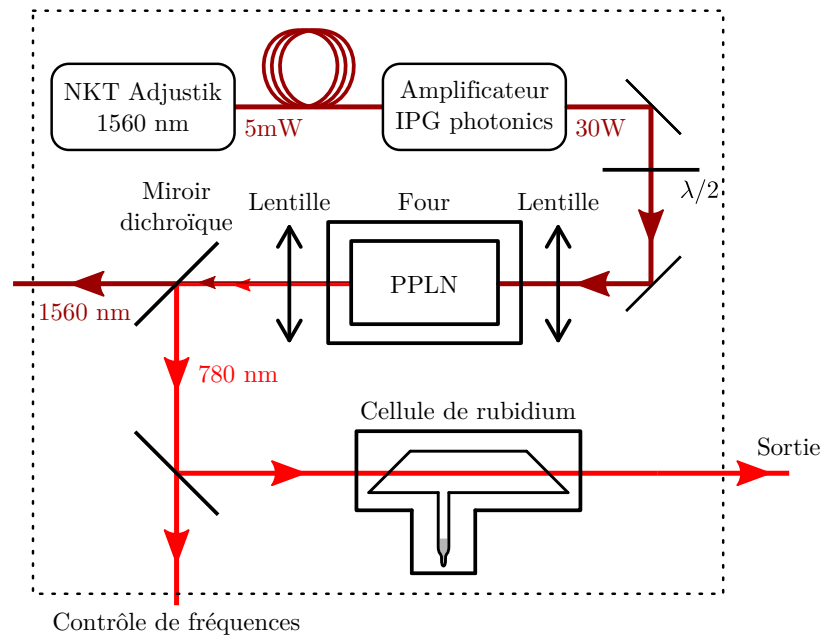 NKT Adjustik
1560 nm
5mW
Amplificateur
IPG photonics
30W
λ/2
Miroir
dichroïque
Lentille
Four
Lentille
PPLN
1560 nm
780 nm
Cellule de rubidium
Sortie
Contrôle de fréquences